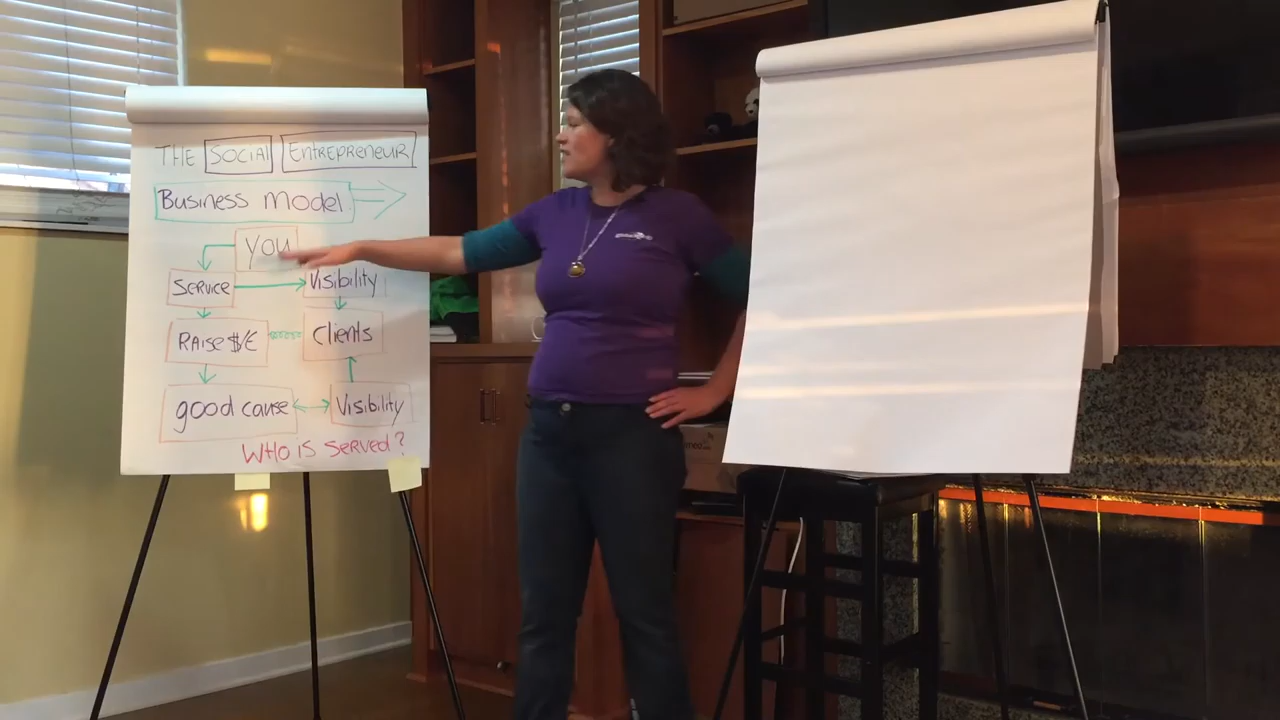 THE SOCIAL ENTREPRENEUR
Business model
YOU
Service Visibility
Raise $/€ Clients
good cause Visibility
Who is served?